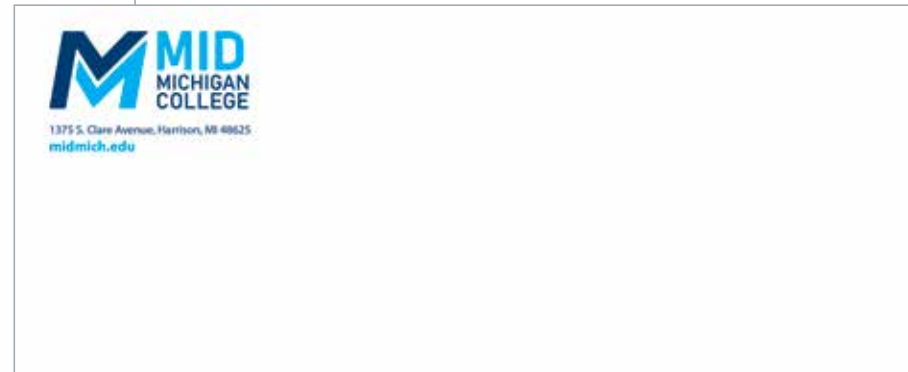 MID
MICHIGAN
COLLEGE
1375 S. Clare Avenue, Harrison, MI 48625
midmich.edu